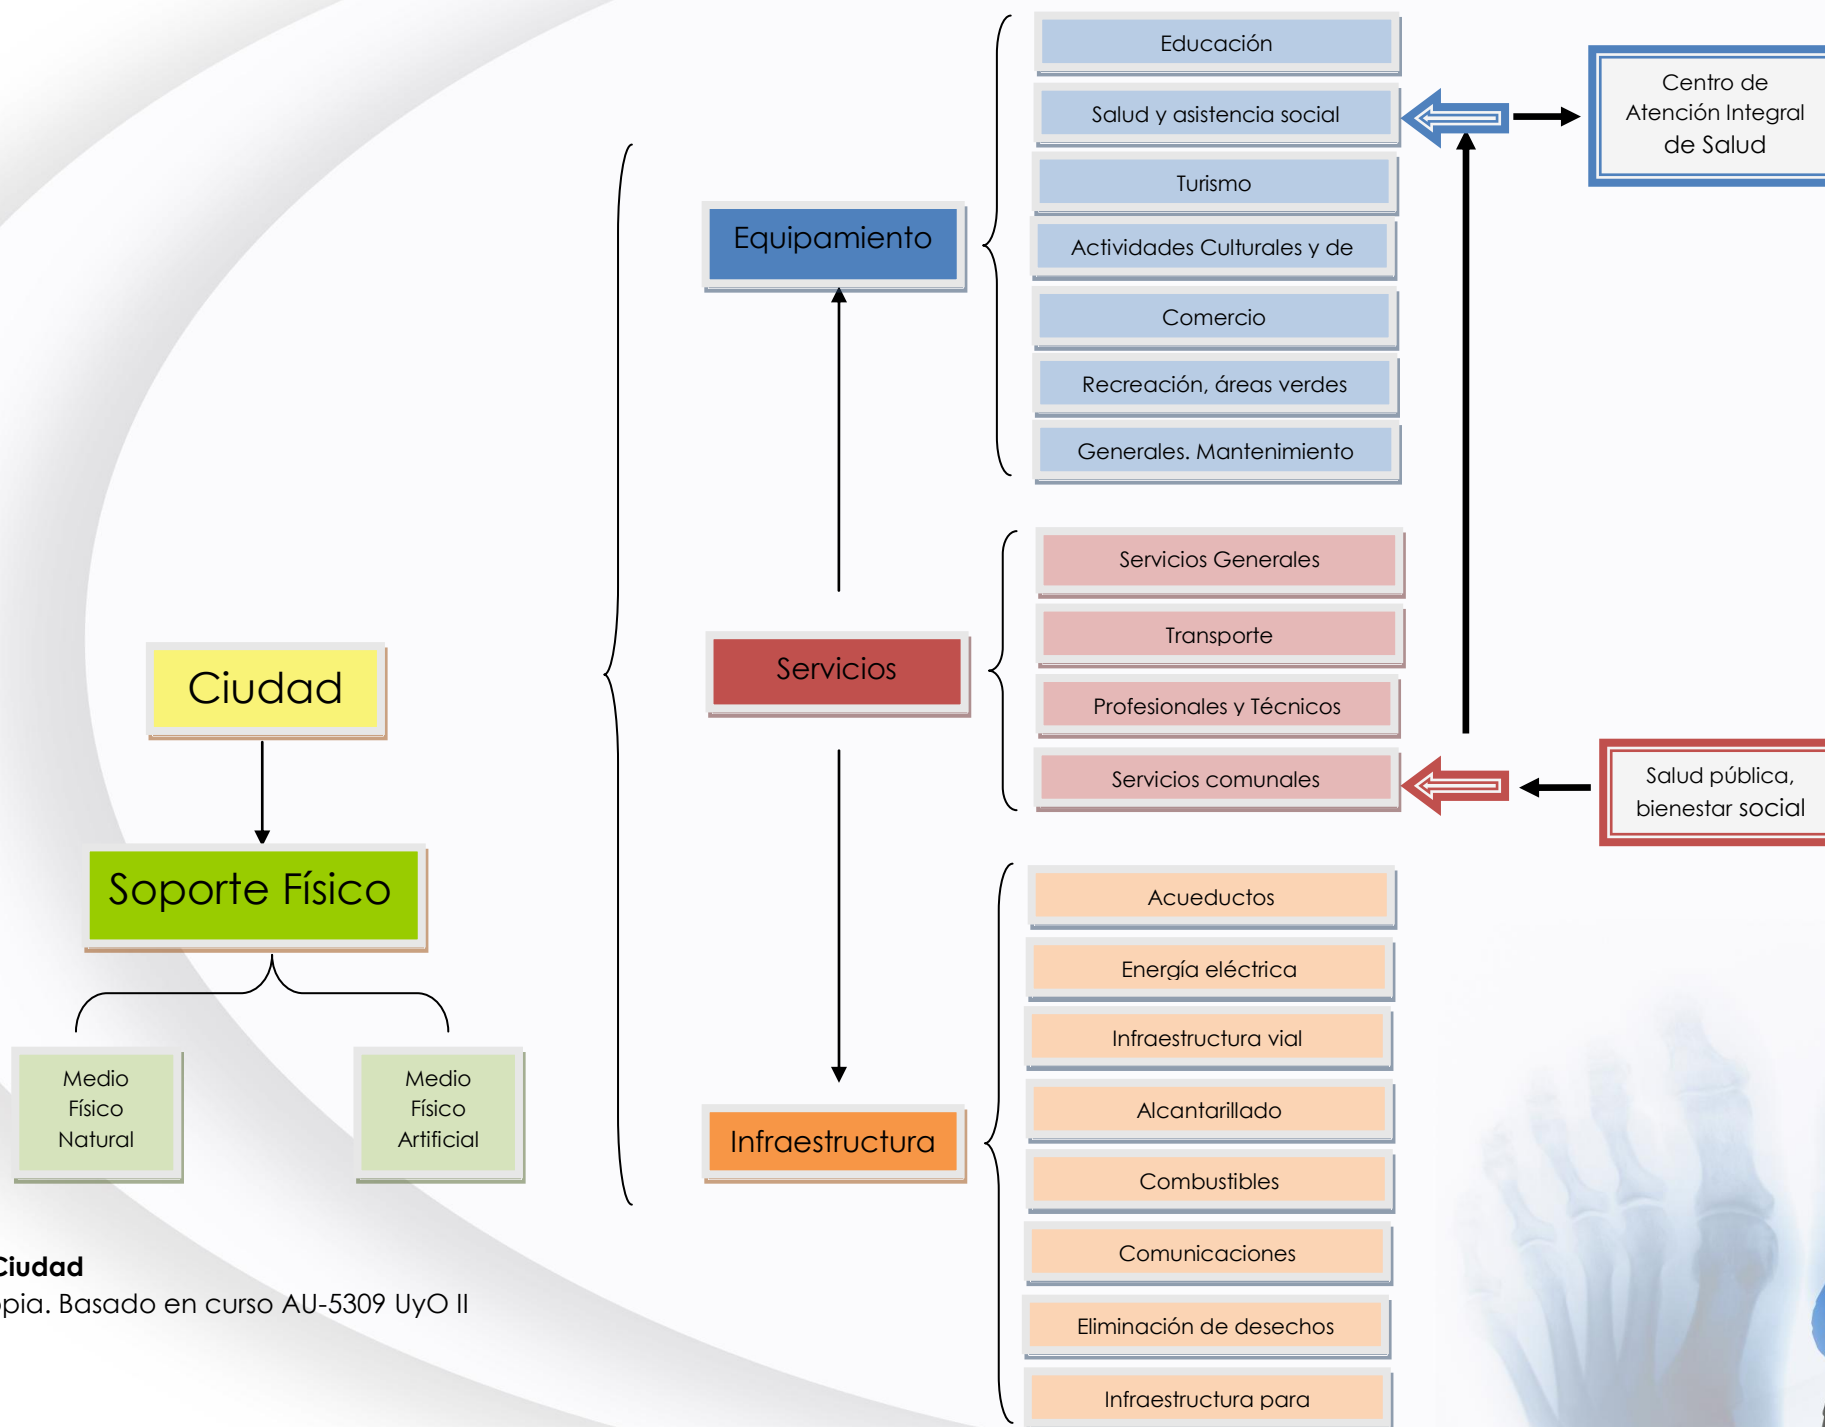 Ciudad
Soporte Físico
Medio
Físico
Natural
Medio
Físico
Artificial
Equipamiento
Servicios
Infraestructura
Educación
Salud y asistencia social
Turismo
Actividades Culturales y de
Comercio
Recreación, áreas verdes
Generales. Mantenimiento
Servicios Generales
Transporte
Profesionales y Técnicos
Servicios comunales
Acueductos
Energía eléctrica
Infraestructura vial
Alcantarillado
Combustibles
Comunicaciones
Eliminación de desechos
Infraestructura para
Centro de
Atención Integral
de Salud
Salud pública,
bienestar social
Ciudad
opia. Basado en curso AU-5309 UyO II